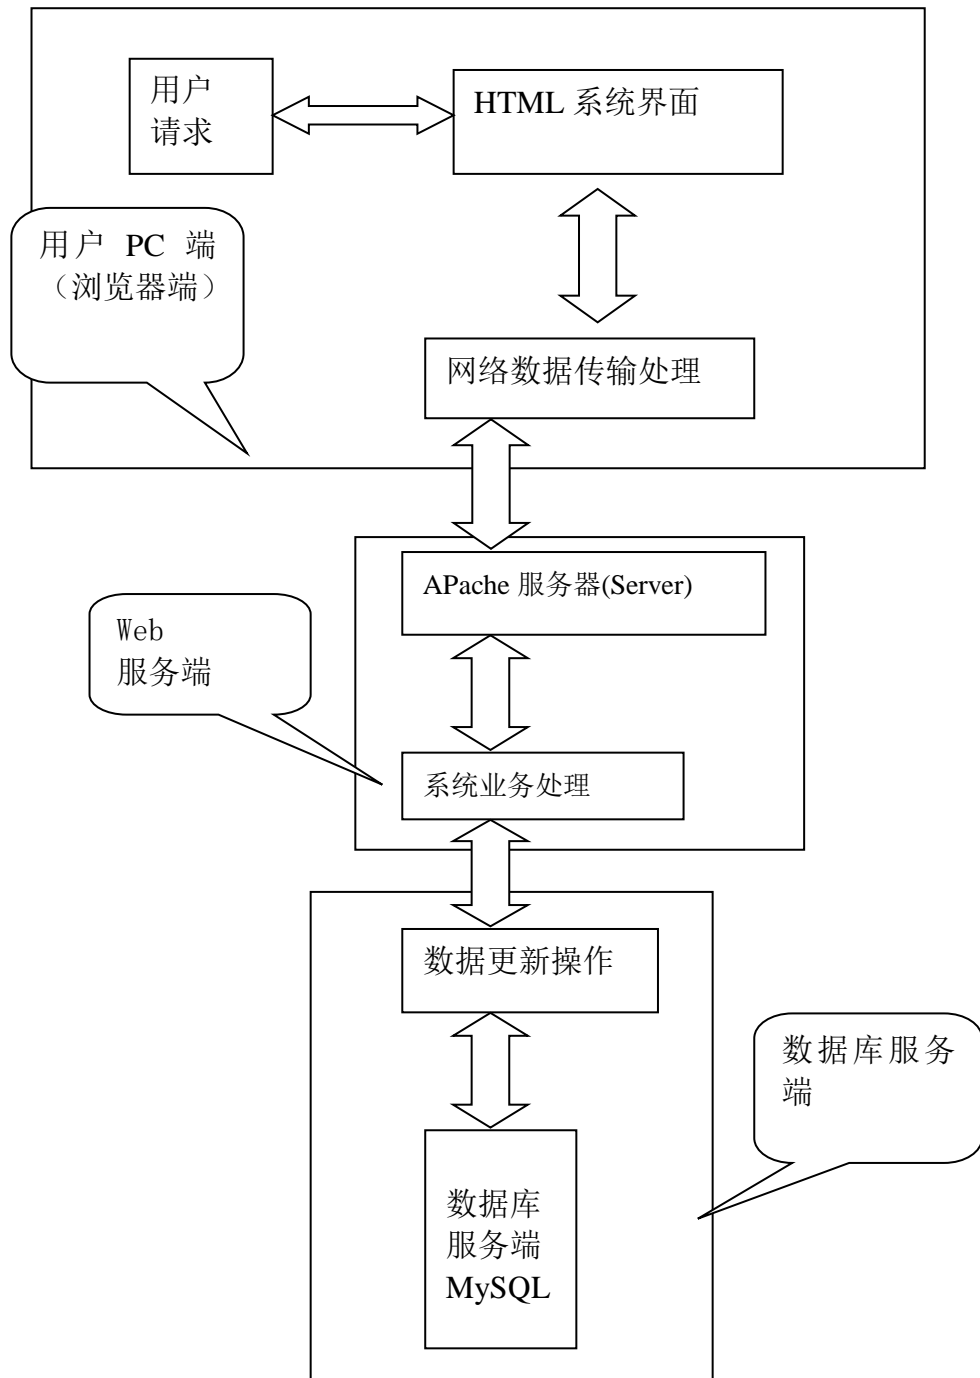 用户
请求
HTML 系统界面
用户 PC 端
（浏览器端）
网络数据传输处理
APache 服务器(Server)
Web
服务端
系统业务处理
数据更新操作
数据库服务
端
数据库
服务端
MySQL